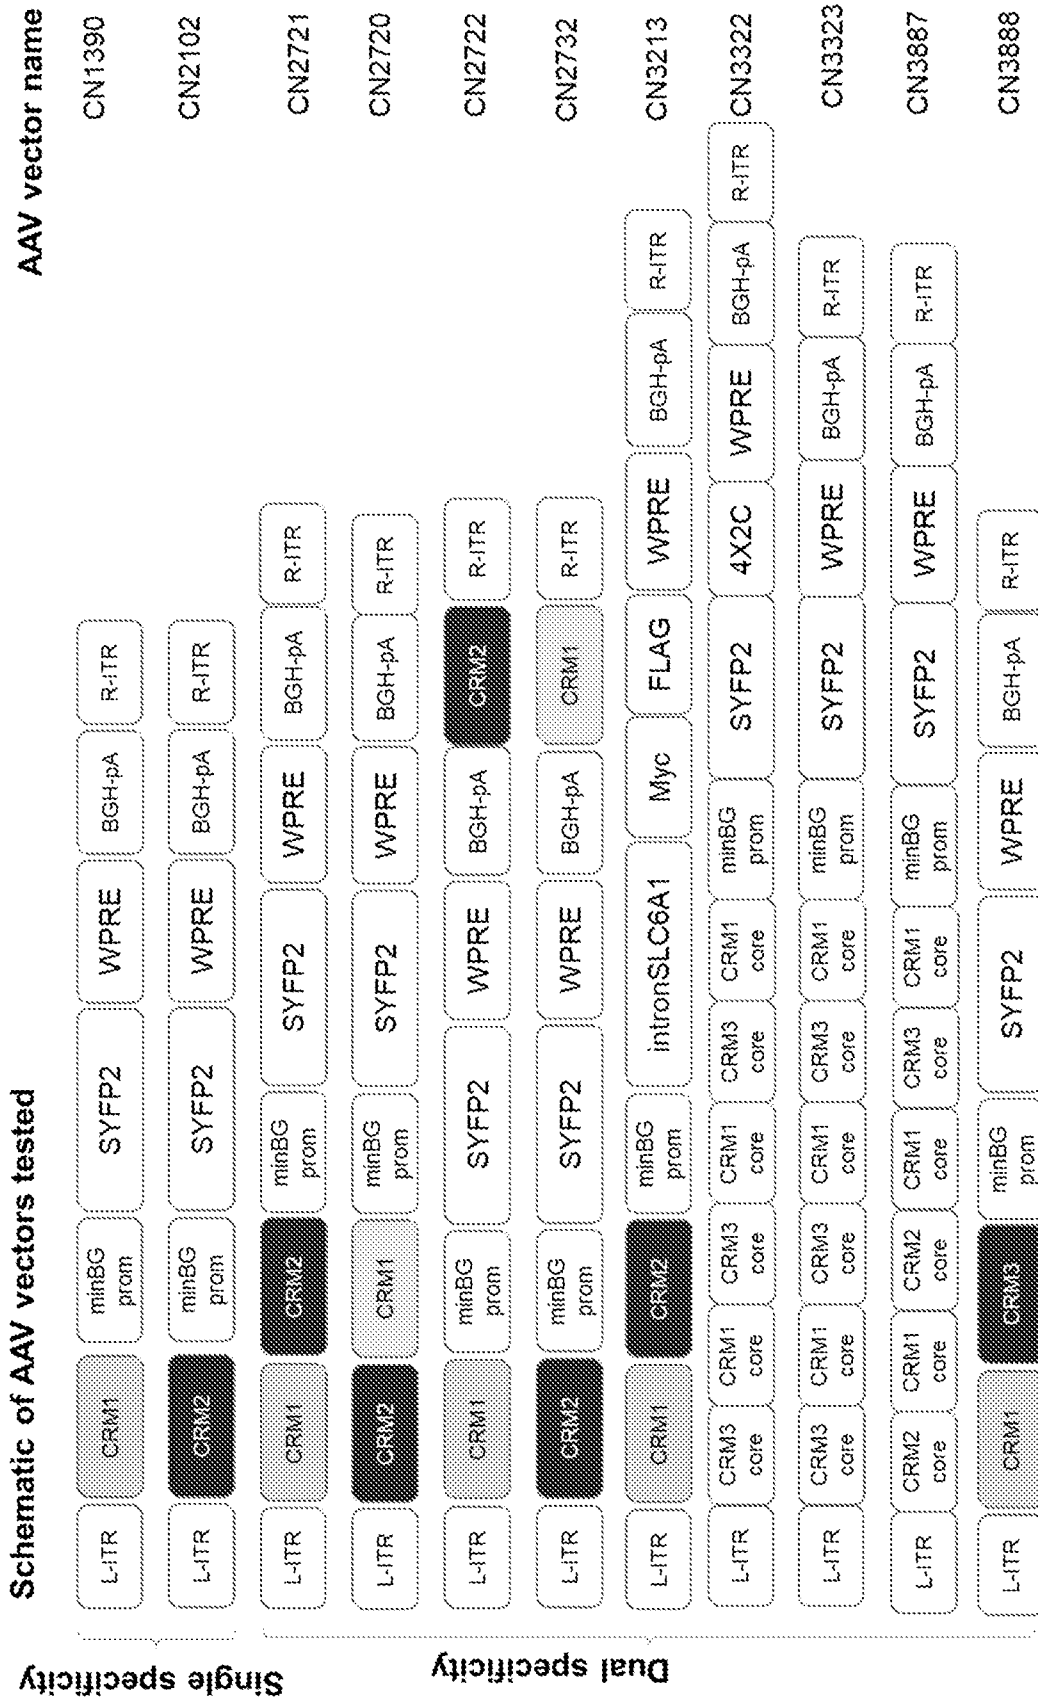 Schematic of AAV vectors tested
AAV vector name
Single specificity
L-ITR
CRM1
minBG
prom
SYFP2
WPRE
BGH-pA
R-ITR
CN1390
L-ITR
CRM2
minBG
prom
SYFP2
WPRE
BGH-pA
R-ITR
CN2102
Dual specificity
L-ITR
CRM1
CRM2
minBG
prom
SYFP2
WPRE
BGH-pA
R-ITR
CN2721
L-ITR
CRM2
CRM1
minBG
prom
SYFP2
WPRE
BGH-pA
R-ITR
CN2720
L-ITR
CRM1
minBG
prom
SYFP2
WPRE
BGH-pA
CRM2
R-ITR
CN2722
L-ITR
CRM2
minBG
prom
SYFP2
WPRE
BGH-pA
CRM1
R-ITR
CN2732
L-ITR
CRM1
CRM2
minBG
prom
intronSLC6A1
Myc
FLAG
WPRE
BGH-pA
R-ITR
CN3213
L-ITR
CRM3
core
CRM1
core
CRM3
core
CRM1
core
CRM3
core
CRM1
core
minBG
prom
SYFP2
4X2C
WPRE
BGH-pA
R-ITR
CN3322
L-ITR
CRM3
core
CRM1
core
CRM3
core
CRM1
core
CRM3
core
CRM1
core
minBG
prom
SYFP2
WPRE
BGH-pA
R-ITR
CN3323
L-ITR
CRM2
core
CRM1
core
CRM2
core
CRM1
core
CRM3
core
CRM1
core
minBG
prom
SYFP2
WPRE
BGH-pA
R-ITR
CN3887
L-ITR
CRM1
CRM3
minBG
prom
SYFP2
WPRE
BGH-pA
R-ITR
CN3888